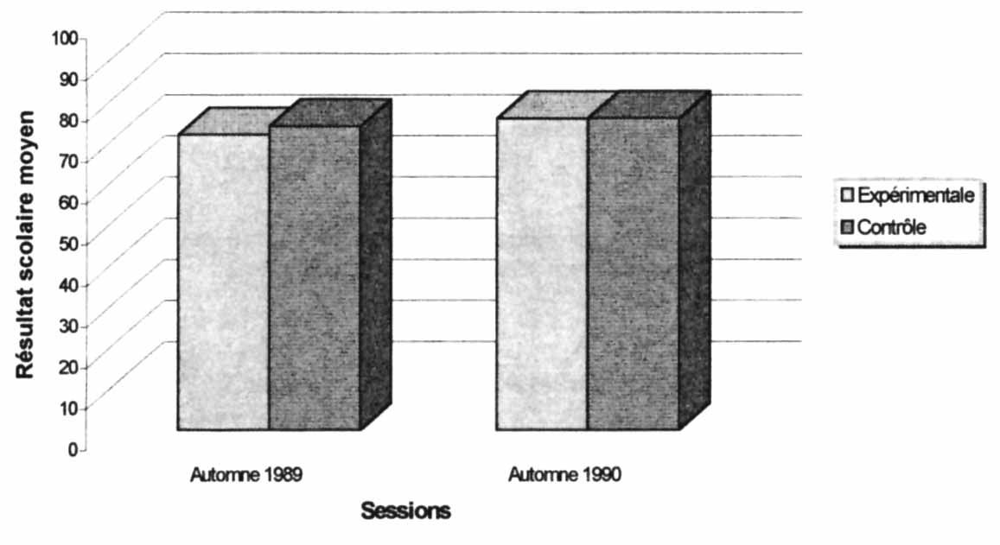 100
90
80
70
60
50
40
30
20
10
0
Résultat scolaire moyen
Automne 1989
Automne 1990
Sessions
Expérimentale
Contrôle